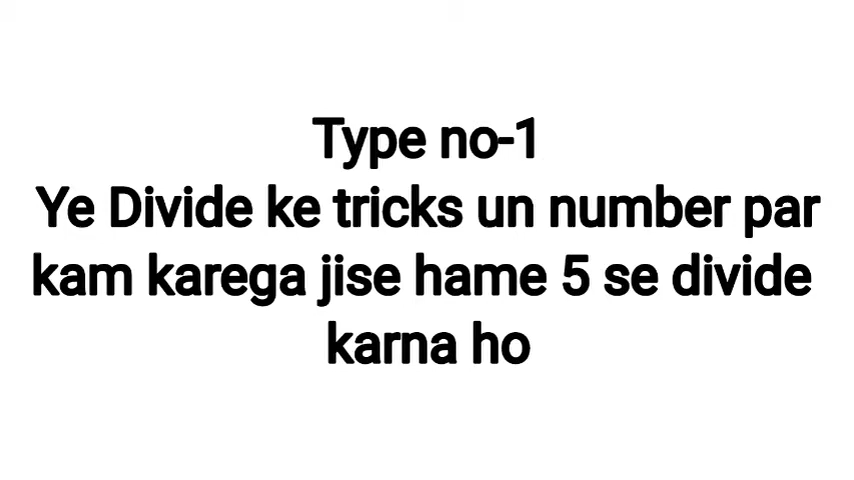 Type no-1
Ye Divide ke tricks un number par
kam karega jise hame 5 se divide
karna ho